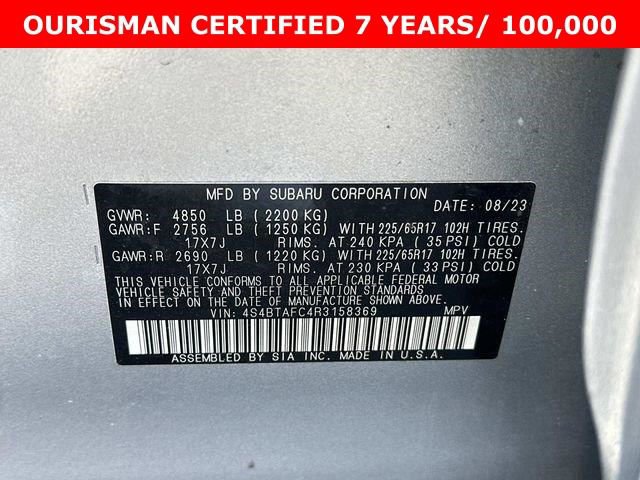 OURISMAN CERTIFIED 7 YEARS/ 100,000
MFD BY SUBARU CORPORATION
DATE: 08/23
GVWR: 4850 LB (2200 KG)
GAWR:F 2756 LB (1250 KG) WITH 225/65R17 102H TIRES.
17X7J RIMS. AT 240 KPA (35 PSI) COLD
GAWR:R 2690 LB (1220 KG) WITH 225/65R17 102H TIRES.
17X7J RIMS. AT 230 KPA (33 PSI) COLD
THIS VEHICLE CONFORMS TO ALL APPLICABLE FEDERAL MOTOR
VEHICLE SAFETY AND THEFT PREVENTION STANDARDS IN
EFFECT ON THE DATE OF MANUFACTURE SHOWN ABOVE.
VIN: 4S4BTAFC4R3158369 MPV
ASSEMBLED BY SIA INC. MADE IN U.S.A.